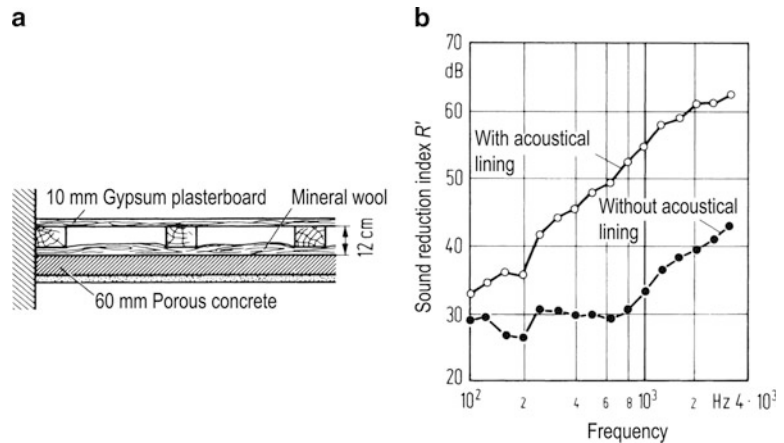 a
10 mm Gypsum plasterboard
Mineral wool
12 cm
60 mm Porous concrete
b
70
dB
60
50
40
30
20
Sound reduction index R'
With acoustical
lining
Without acoustical
lining
10² 2 4 6 8 10³ 2 Hz 4 · 10³
Frequency